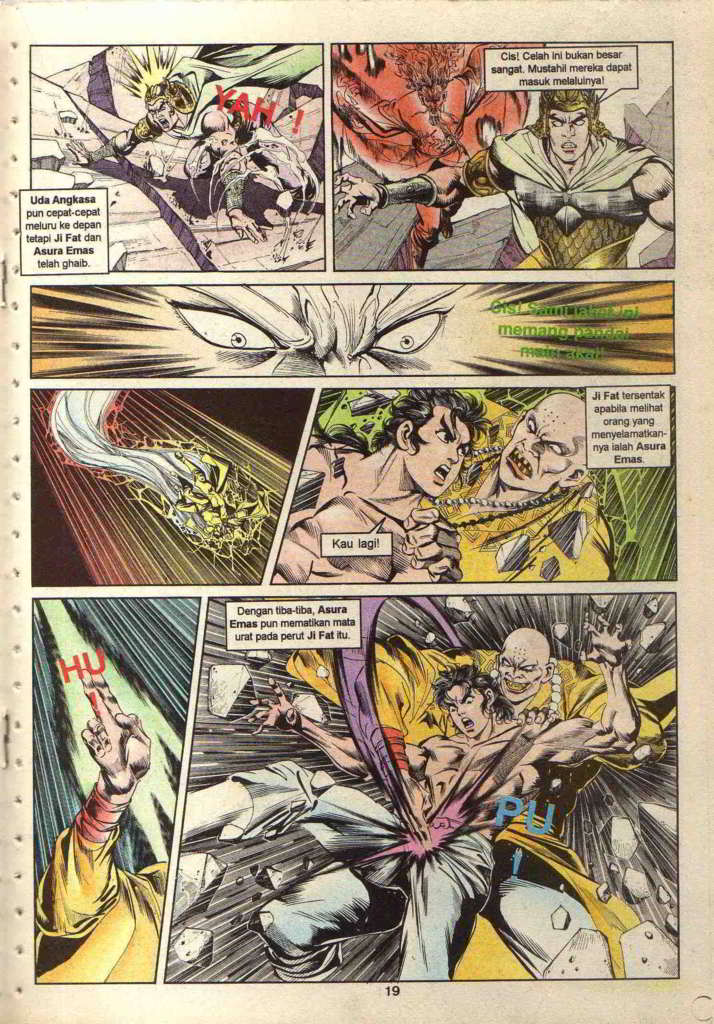 YAH !
Uda Angkasa
pun cepat-cepat
meluru ke depan
tetapi Ji Fat dan
Asura Emas
telah ghaib.
Cis! Celah ini bukan besar
sangat. Mustahil mereka dapat
masuk melaluinya!
Cis! Sami jahat ini
memang pandai
main akal!
Ji Fat tersentak
apabila melihat
orang yang
menyelamatkan-
nya ialah Asura
Emas.
Kau lagi!
HU
!
Dengan tiba-tiba, Asura
Emas pun mematikan mata
urat pada perut Ji Fat itu.
PU
!
19